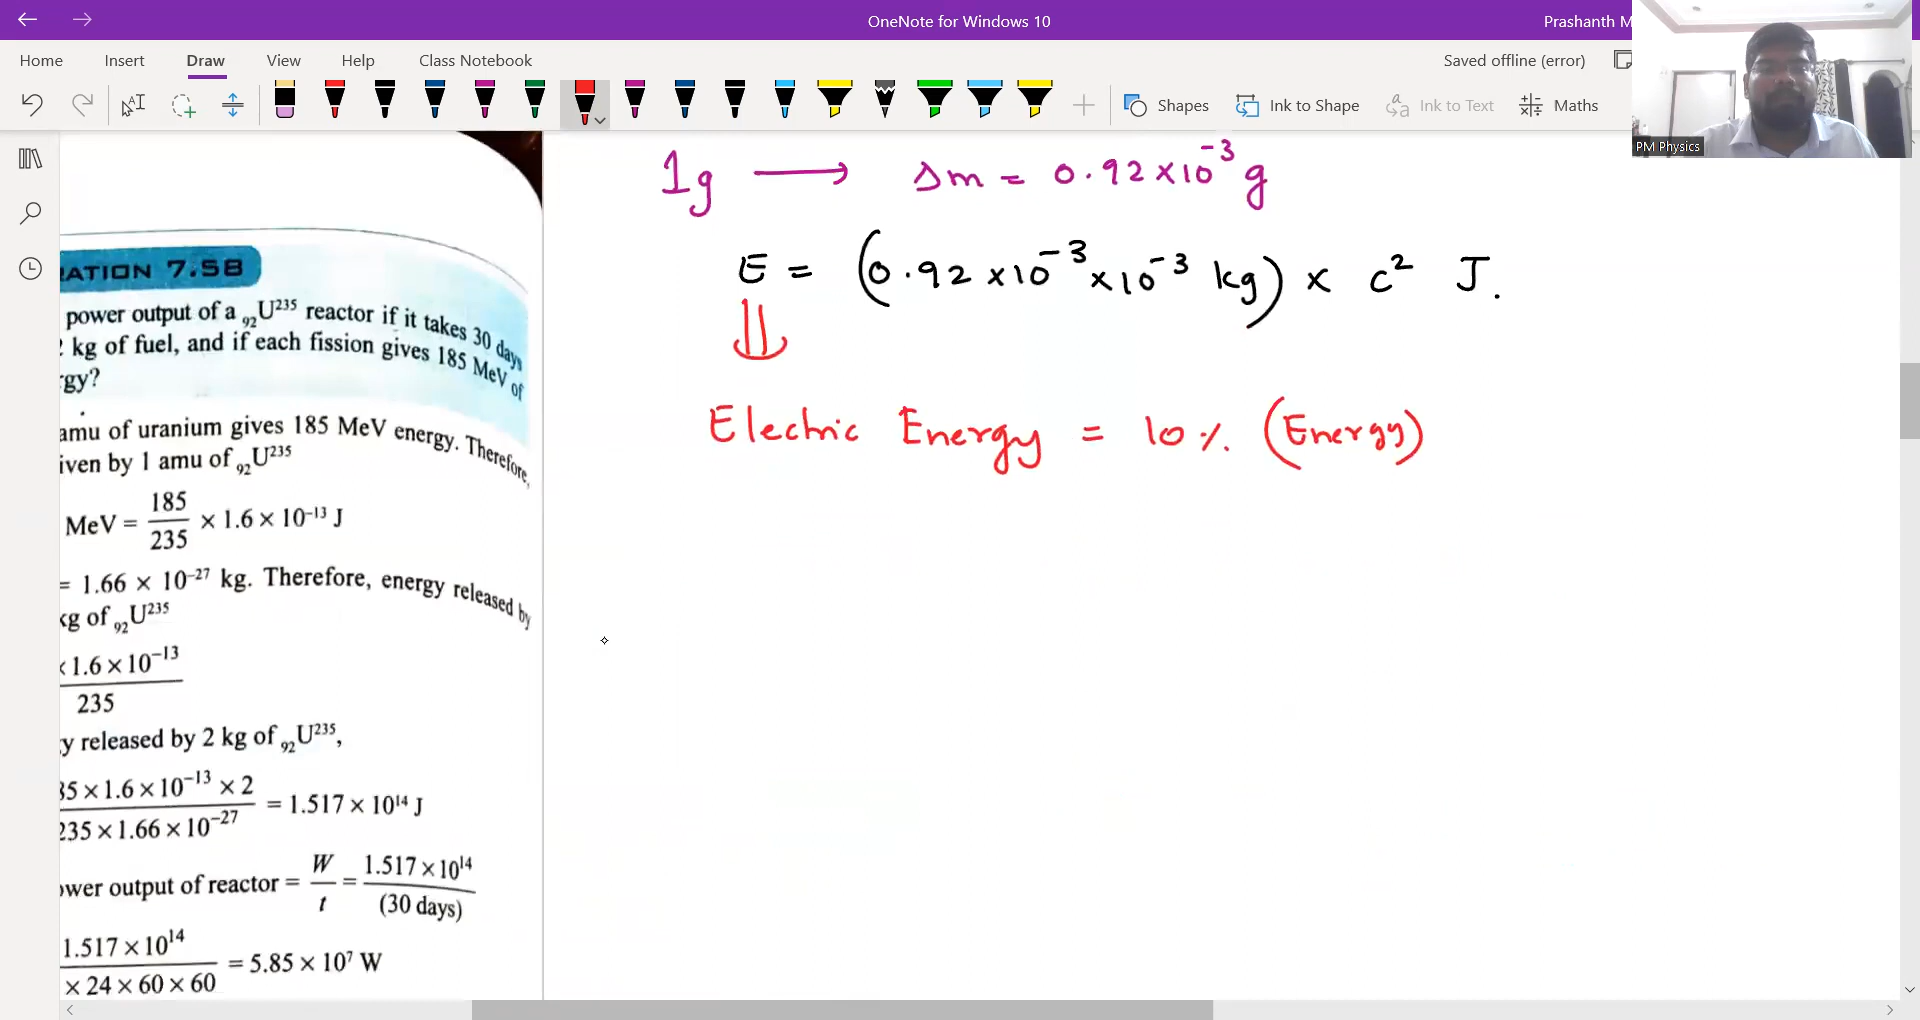 OneNote for Windows 10
Prashanth M
Home Insert Draw View Help Class Notebook
Saved offline (error)
Shapes Ink to Shape Ink to Text Maths
PM Physics
ATION 7.58
power output of a ₉₂U²³⁵ reactor if it takes 30 days
kg of fuel, and if each fission gives 185 MeV of
gy?
amu of uranium gives 185 MeV energy. Therefore,
iven by 1 amu of ₉₂U²³⁵
MeV = 185/235 × 1.6 × 10⁻¹³ J
= 1.66 × 10⁻²⁷ kg. Therefore, energy released by
kg of ₉₂U²³⁵
× 1.6 × 10⁻¹³
235
y released by 2 kg of ₉₂U²³⁵,
85 × 1.6 × 10⁻¹³ × 2
235 × 1.66 × 10⁻²⁷
= 1.517 × 10¹⁴ J
ower output of reactor = W/t = 1.517 × 10¹⁴/(30 days)
1.517 × 10¹⁴
× 24 × 60 × 60
= 5.85 × 10⁷ W
1g ⟶ Δm = 0.92 × 10⁻³ g
E = (0.92 × 10⁻³ × 10⁻³ kg) × c² J.
Electric Energy = 10% (Energy)